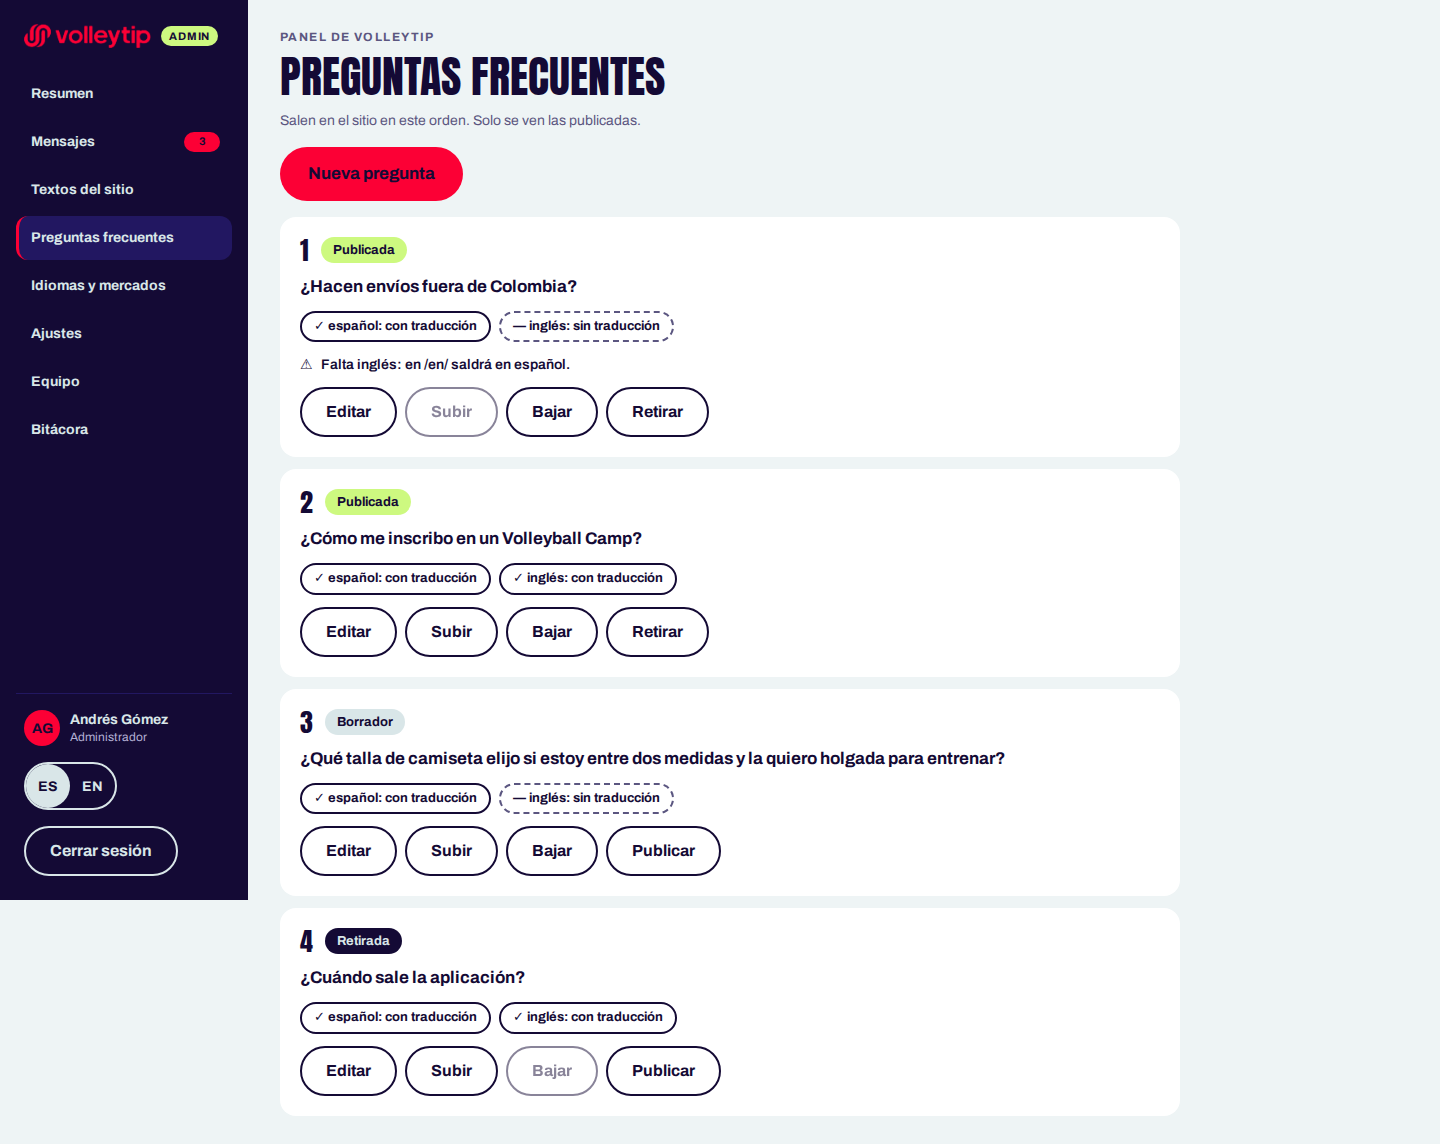 volleytip ADMIN
Resumen
Mensajes 3
Textos del sitio
Preguntas frecuentes
Idiomas y mercados
Ajustes
Equipo
Bitácora
AG Andrés Gómez
Administrador
ES EN
Cerrar sesión
PANEL DE VOLLEYTIP
PREGUNTAS FRECUENTES
Salen en el sitio en este orden. Solo se ven las publicadas.
Nueva pregunta
1 Publicada
¿Hacen envíos fuera de Colombia?
✓ español: con traducción — inglés: sin traducción
⚠ Falta inglés: en /en/ saldrá en español.
Editar Subir Bajar Retirar
2 Publicada
¿Cómo me inscribo en un Volleyball Camp?
✓ español: con traducción ✓ inglés: con traducción
Editar Subir Bajar Retirar
3 Borrador
¿Qué talla de camiseta elijo si estoy entre dos medidas y la quiero holgada para entrenar?
✓ español: con traducción — inglés: sin traducción
Editar Subir Bajar Publicar
4 Retirada
¿Cuándo sale la aplicación?
✓ español: con traducción ✓ inglés: con traducción
Editar Subir Bajar Publicar